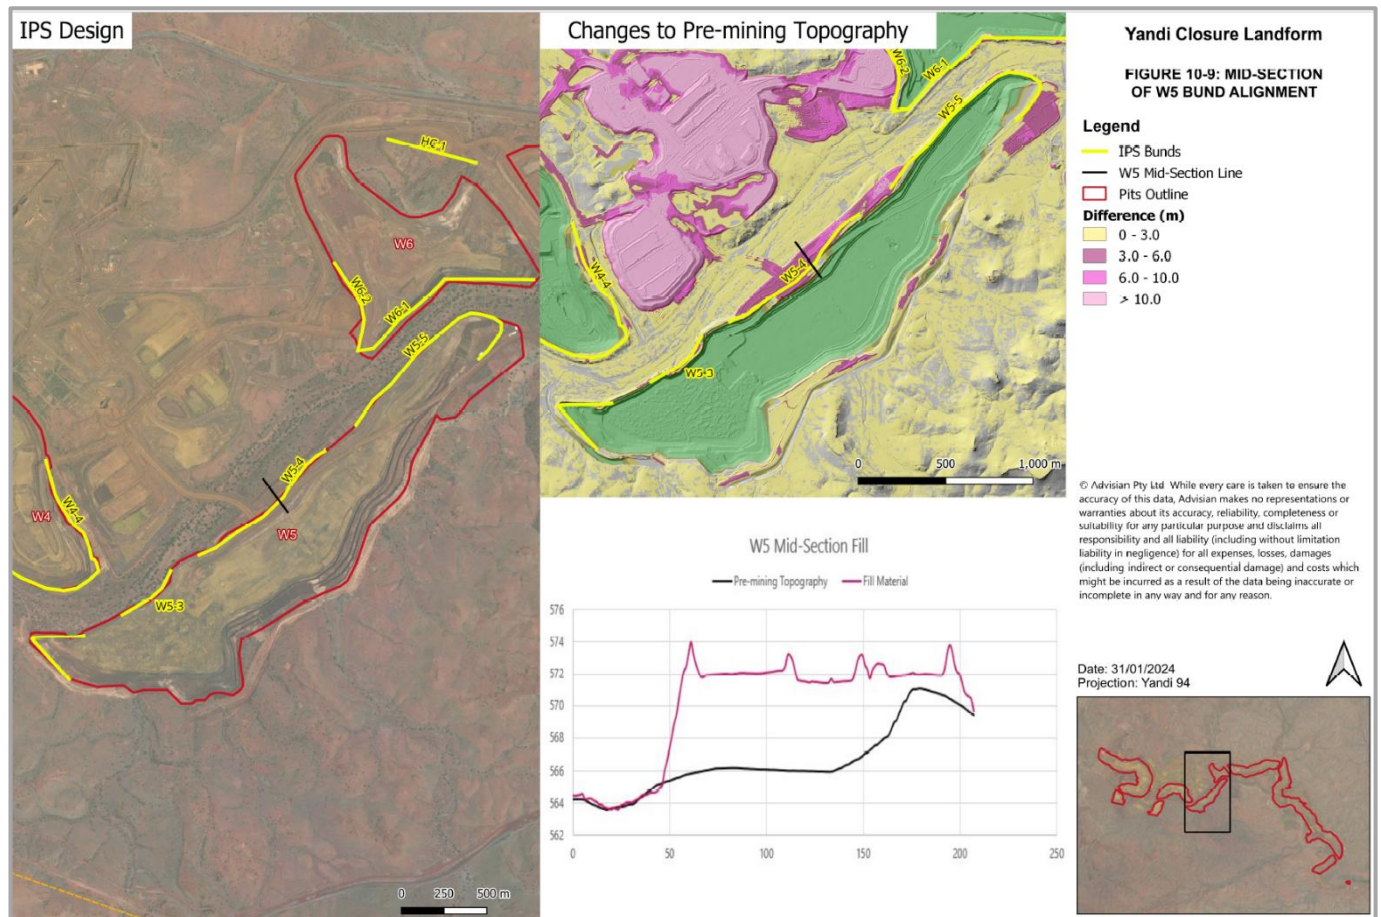 IPS Design
Changes to Pre-mining Topography
Yandi Closure Landform
FIGURE 10-9: MID-SECTION
OF W5 BUND ALIGNMENT
Legend
IPS Bunds
W5 Mid-Section Line
Pits Outline
Difference (m)
0 - 3.0
3.0 - 6.0
6.0 - 10.0
> 10.0
HC-1
W6
W6-2
W6-1
W5-5
W5-4
W4-4
W4
W5
W5-3
0 250 500 m
W6-2
W6-1
W5-5
W4-4
W5-4
W5-3
0 500 1,000 m
W5 Mid-Section Fill
Pre-mining Topography
Fill Material
576
574
572
570
568
566
564
562
0 50 100 150 200 250
© Advisian Pty Ltd While every care is taken to ensure the
accuracy of this data, Advisian makes no representations or
warranties about its accuracy, reliability, completeness or
suitability for any particular purpose and disclaims all
responsibility and all liability (including without limitation
liability in negligence) for all expenses, losses, damages
(including indirect or consequential damage) and costs which
might be incurred as a result of the data being inaccurate or
incomplete in any way and for any reason.
Date: 31/01/2024
Projection: Yandi 94